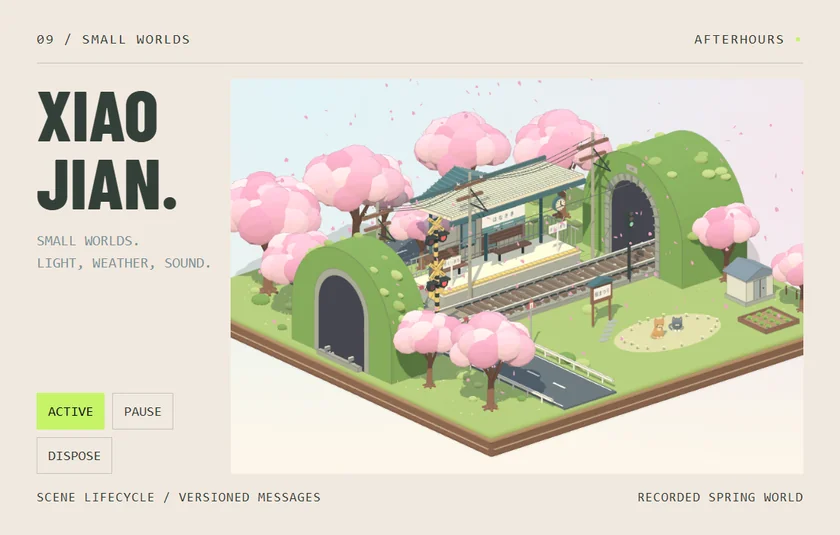 09 / SMALL WORLDS
AFTERHOURS
XIAO
JIAN.
SMALL WORLDS.
LIGHT, WEATHER, SOUND.
ACTIVE
PAUSE
DISPOSE
SCENE LIFECYCLE / VERSIONED MESSAGES
RECORDED SPRING WORLD